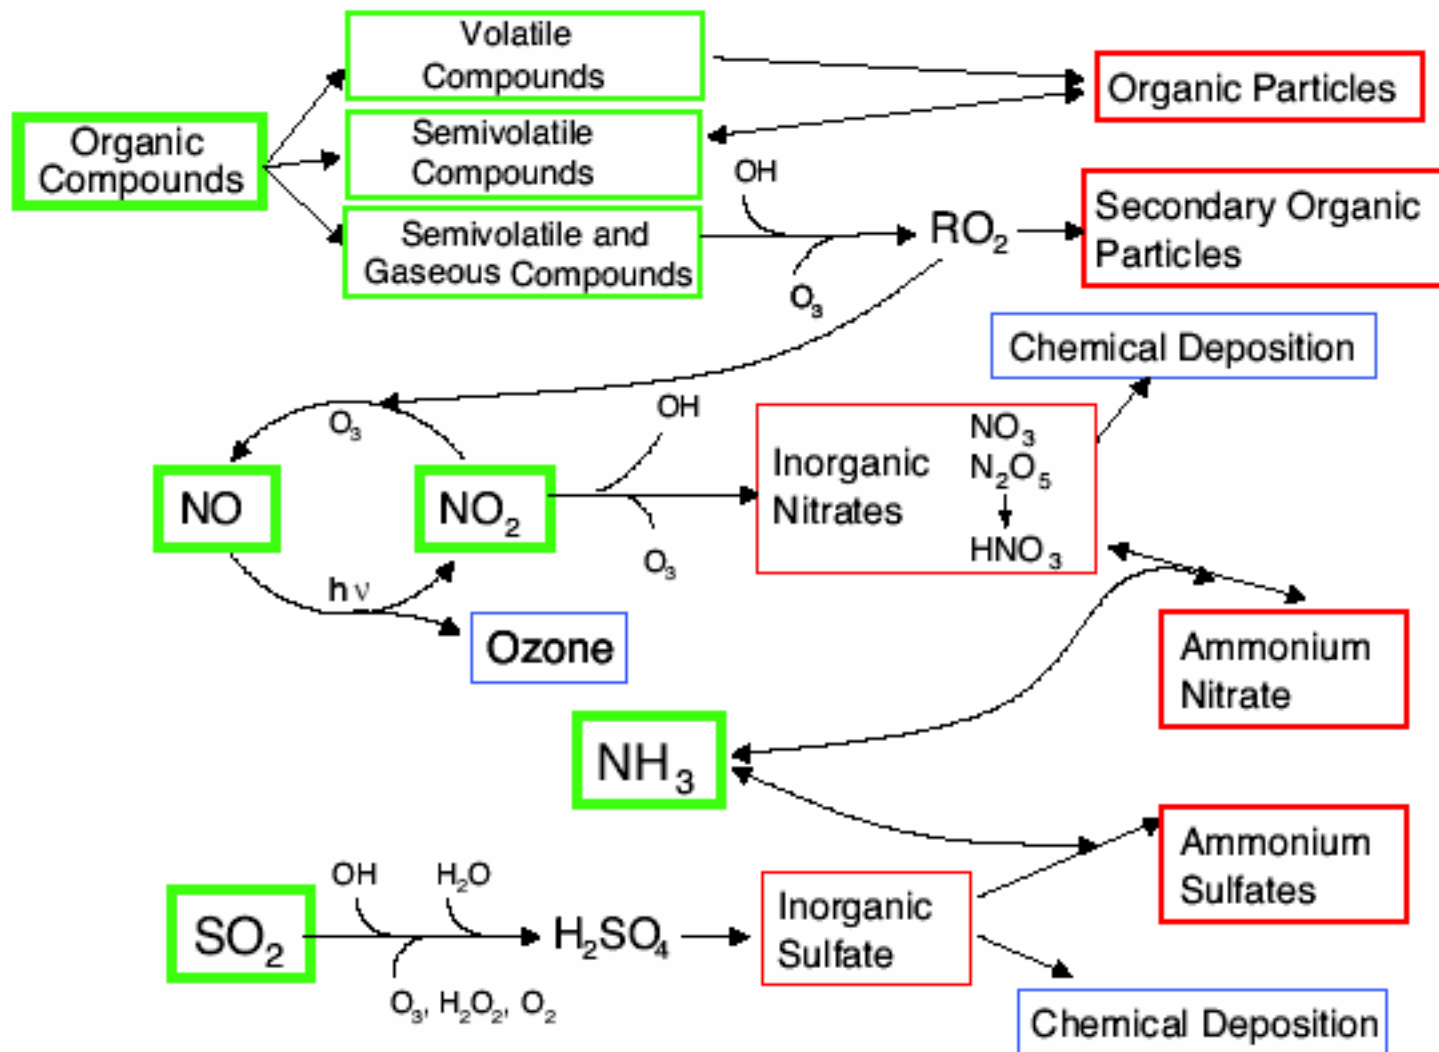 Volatile
Compounds
Organic Particles
Organic
Compounds
Semivolatile
Compounds
OH
Semivolatile and
Gaseous Compounds
RO₂
Secondary Organic
Particles
O₃
Chemical Deposition
O₃
OH
NO
NO₂
Inorganic
Nitrates
NO₃
N₂O₅
HNO₃
O₃
hν
Ozone
Ammonium
Nitrate
NH₃
Ammonium
Sulfates
OH
H₂O
SO₂
H₂SO₄
Inorganic
Sulfate
O₃, H₂O₂, O₂
Chemical Deposition